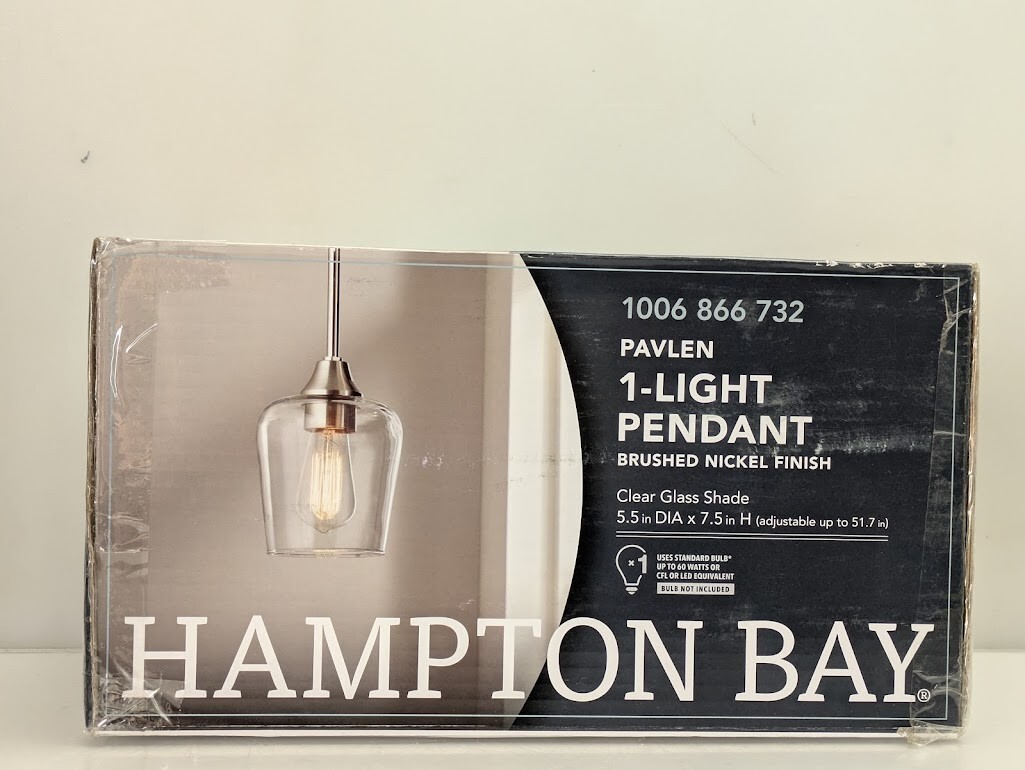 1006 866 732
PAVLEN
1-LIGHT
PENDANT
BRUSHED NICKEL FINISH
Clear Glass Shade
5.5 in DIA x 7.5 in H (adjustable up to 51.7 in)
x1
USES STANDARD BULB*
UP TO 60 WATTS OR
CFL OR LED EQUIVALENT
BULB NOT INCLUDED
HAMPTON BAY®